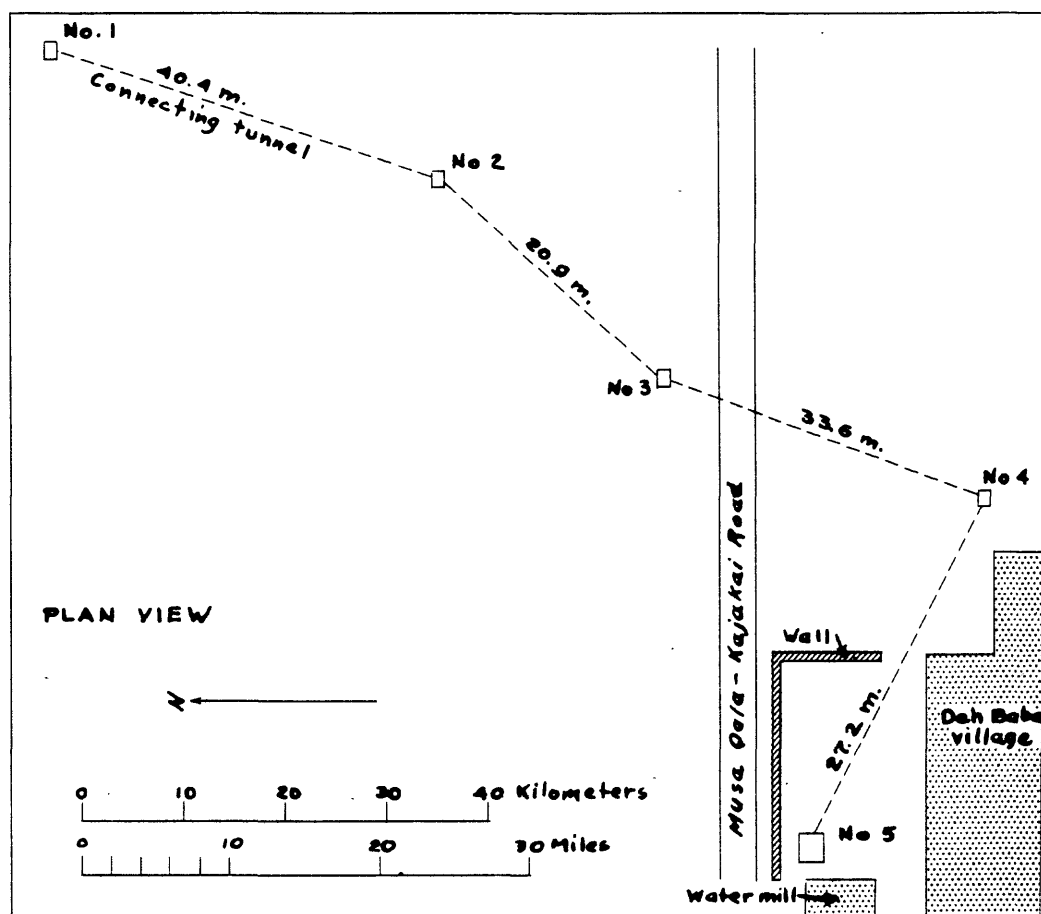 No. 1
40.4 m.
Connecting tunnel
No 2
20.9 m.
No 3
33.6 m.
No 4
Musa Qala - Kajakai Road
PLAN VIEW
Wall
N
27.2 m.
Deh Baba
village
0 10 20 30 40 Kilometers
0 10 20 30 Miles
No 5
Water mill